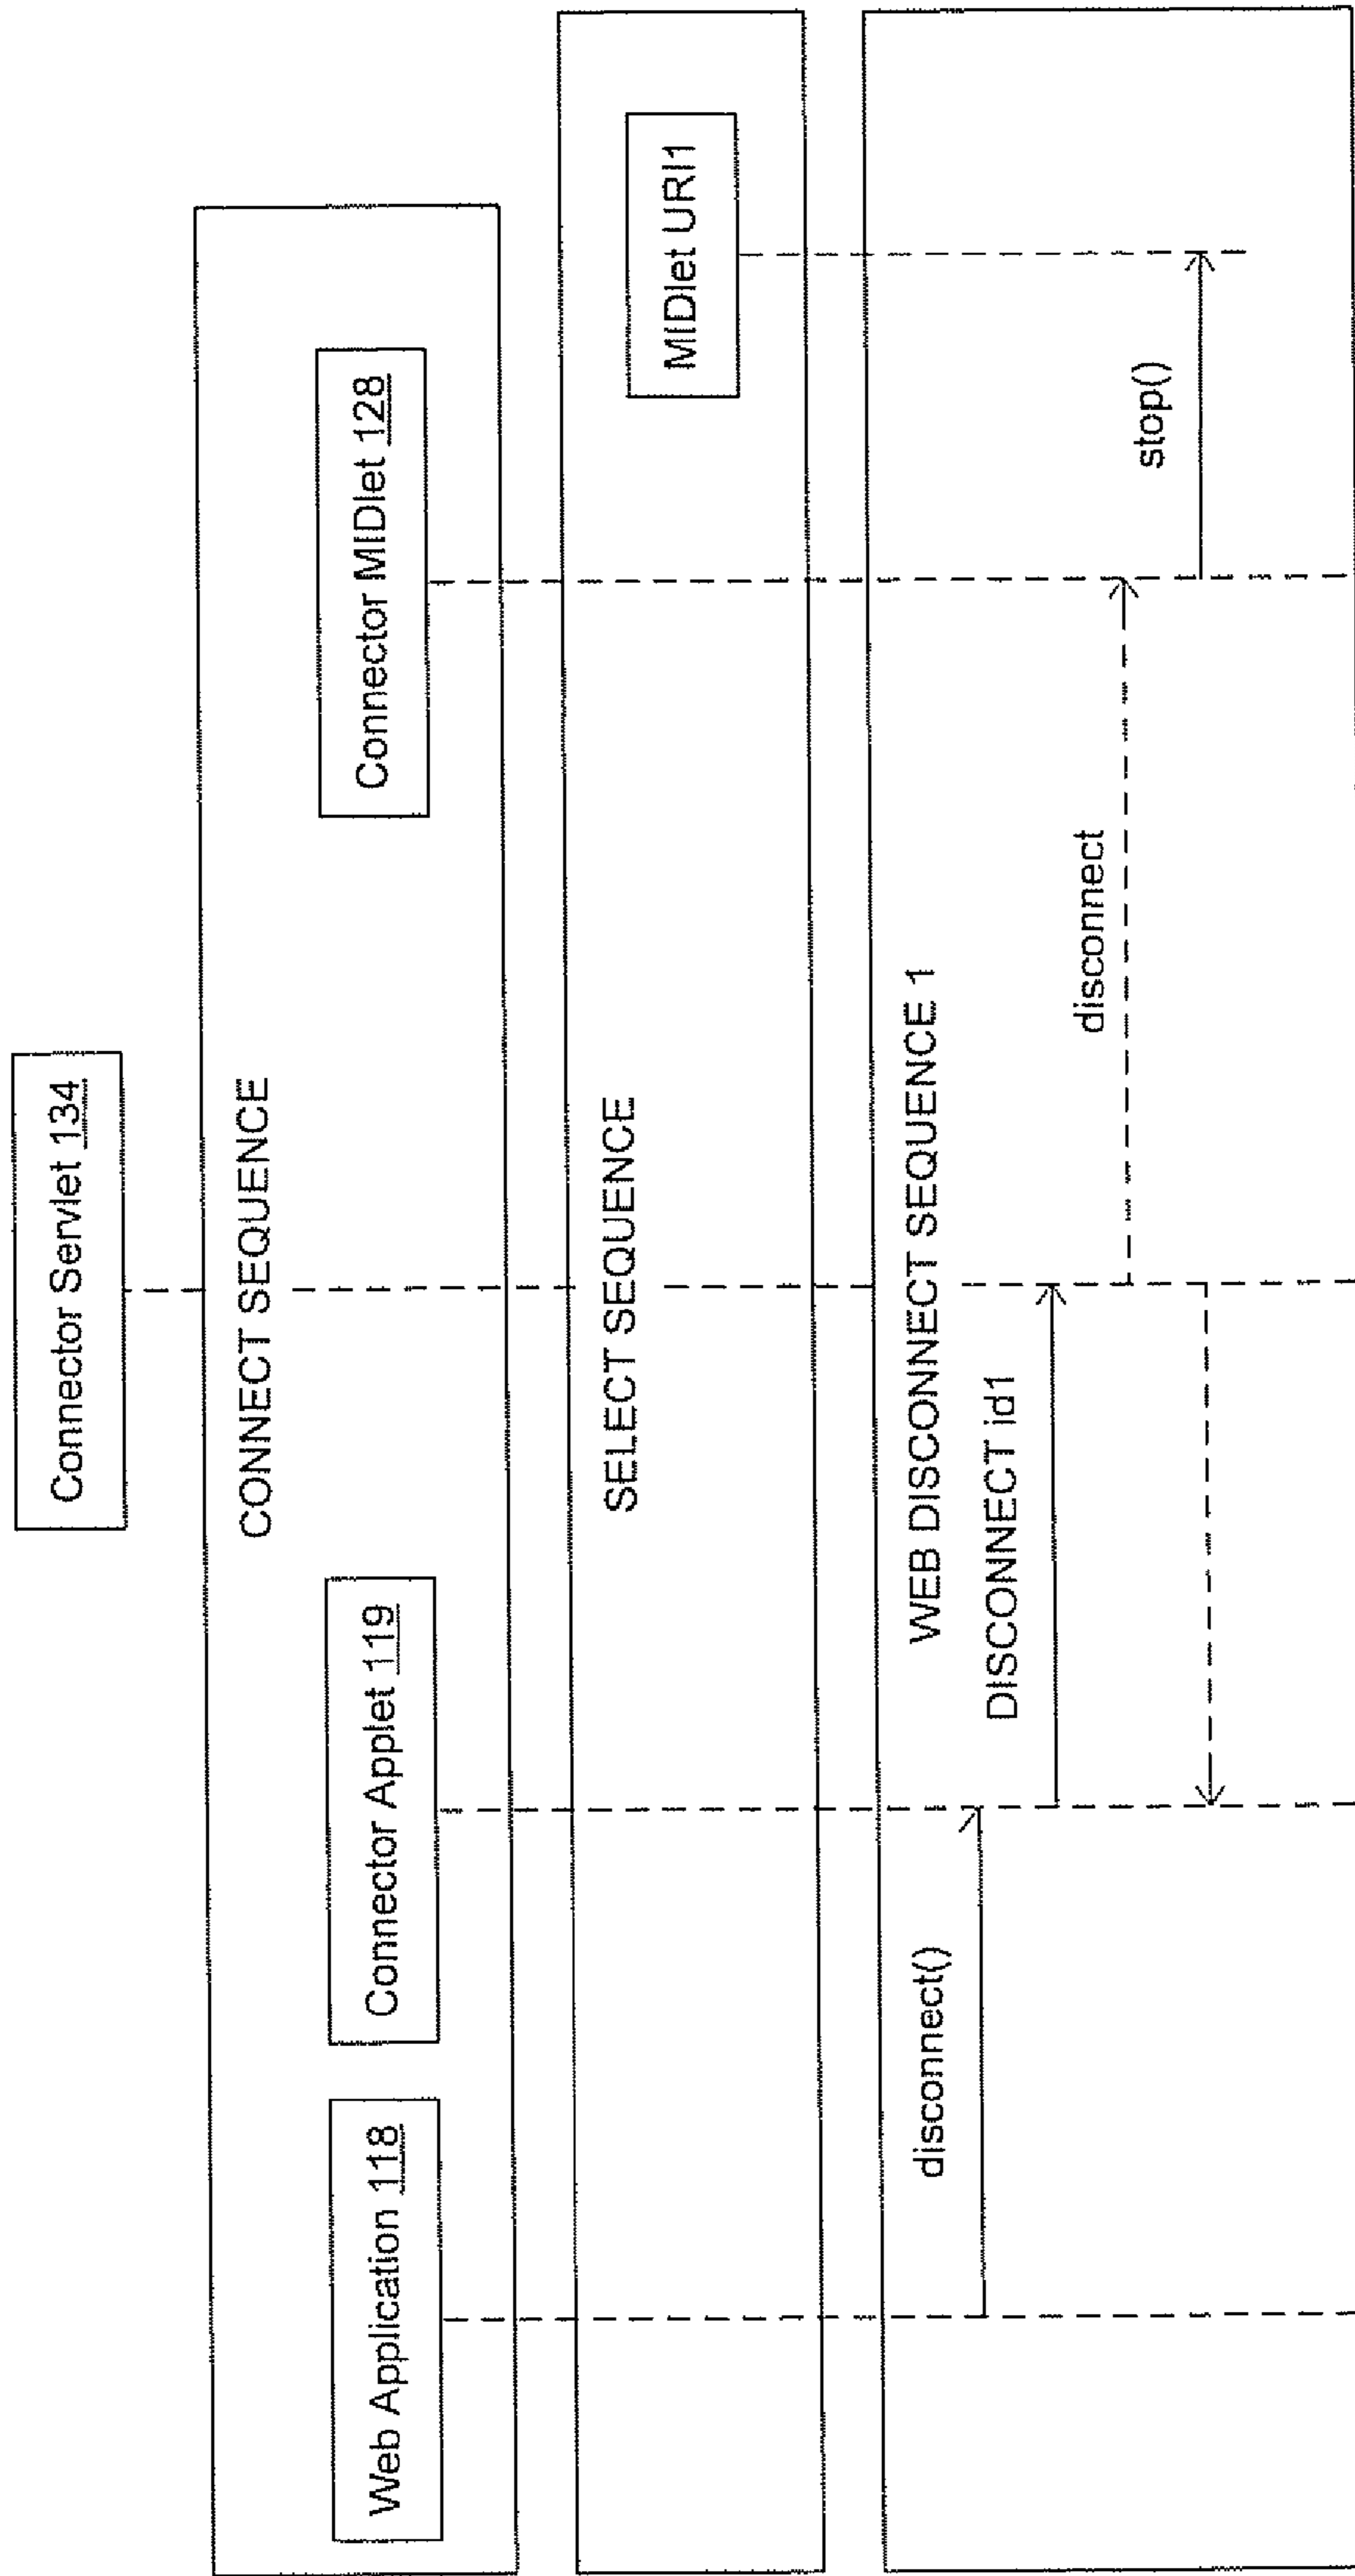 Connector Servlet 134
CONNECT SEQUENCE
Web Application 118
Connector Applet 119
Connector MIDlet 128
SELECT SEQUENCE
MIDlet URI1
WEB DISCONNECT SEQUENCE 1
disconnect()
DISCONNECT id1
disconnect
stop()